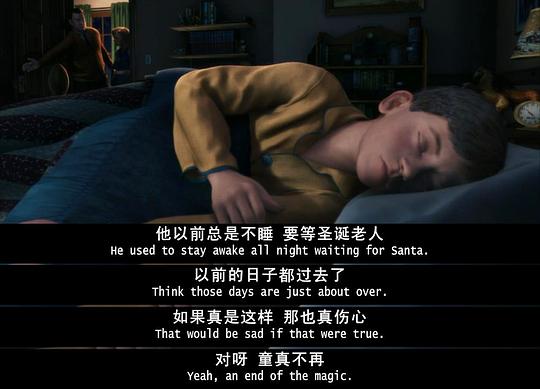 他以前总是不睡 要等圣诞老人
He used to stay awake all night waiting for Santa.
以前的日子都过去了
Think those days are just about over.
如果真是这样 那也真伤心
That would be sad if that were true.
对呀 童真不再
Yeah, an end of the magic.